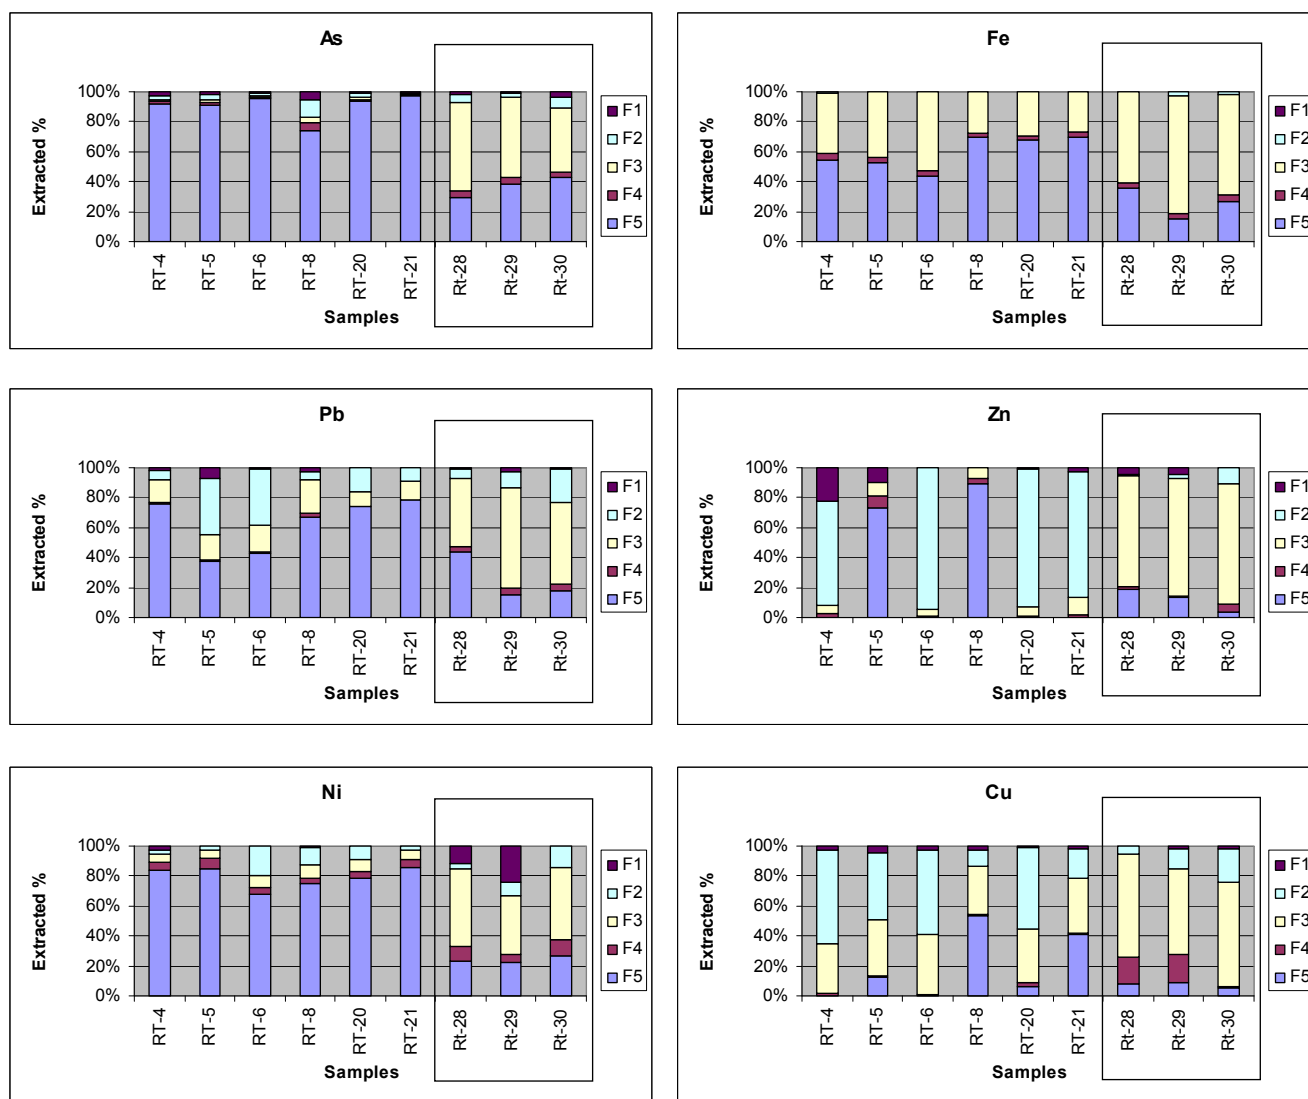 As
Extracted %
100%
80%
60%
40%
20%
0%
RT-4
RT-5
RT-6
RT-8
RT-20
RT-21
Rt-28
Rt-29
Rt-30
Samples
F1
F2
F3
F4
F5
Fe
Extracted %
100%
80%
60%
40%
20%
0%
RT-4
RT-5
RT-6
RT-8
RT-20
RT-21
Rt-28
Rt-29
Rt-30
Samples
F1
F2
F3
F4
F5
Pb
Extracted %
100%
80%
60%
40%
20%
0%
RT-4
RT-5
RT-6
RT-8
RT-20
RT-21
Rt-28
Rt-29
Rt-30
Samples
F1
F2
F3
F4
F5
Zn
Extracted %
100%
80%
60%
40%
20%
0%
RT-4
RT-5
RT-6
RT-8
RT-20
RT-21
Rt-28
Rt-29
Rt-30
Samples
F1
F2
F3
F4
F5
Ni
Extracted %
100%
80%
60%
40%
20%
0%
RT-4
RT-5
RT-6
RT-8
RT-20
RT-21
Rt-28
Rt-29
Rt-30
Samples
F1
F2
F3
F4
F5
Cu
Extracted %
100%
80%
60%
40%
20%
0%
RT-4
RT-5
RT-6
RT-8
RT-20
RT-21
Rt-28
Rt-29
Rt-30
Samples
F1
F2
F3
F4
F5